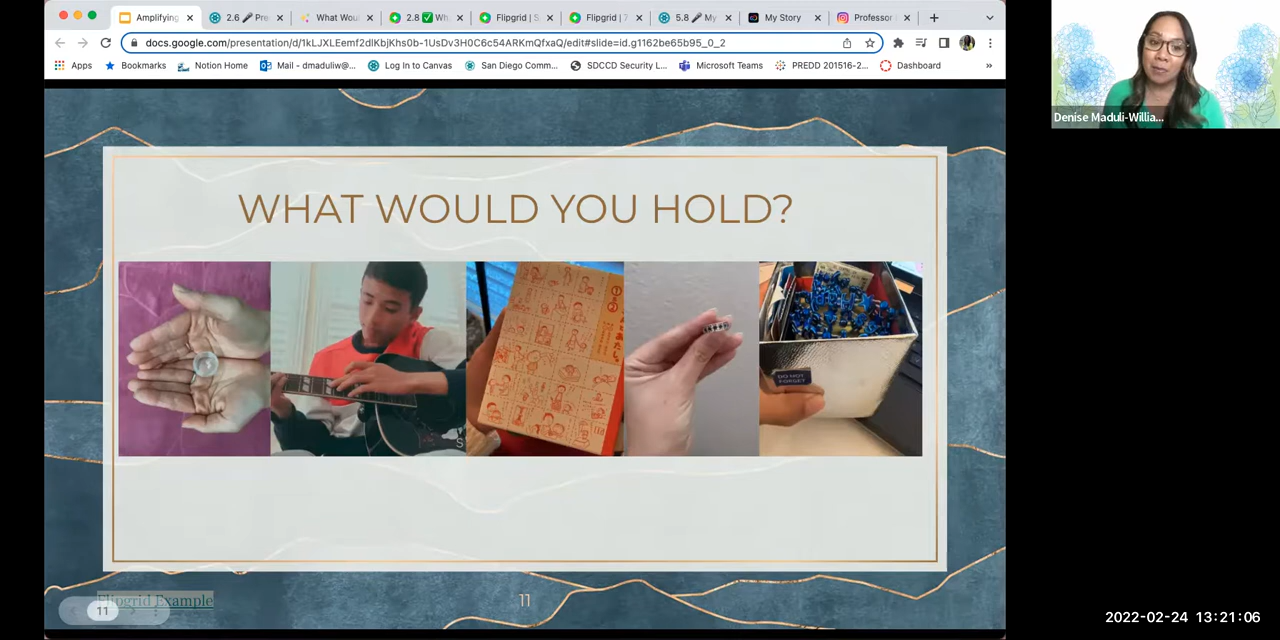 Amplifying
2.6 🎤 Pre
What Wou
2.8 ✅ Wh
Flipgrid | S
Flipgrid | 7
5.8 🎤 My
My Story
Professor
docs.google.com/presentation/d/1kLJXLEemf2dlKbjKhs0b-1UsDv3H0C6c54ARKmQfxaQ/edit#slide=id.g1162be65b95_0_2
Apps
Bookmarks
Notion Home
Mail - dmaduliw@...
Log In to Canvas
San Diego Comm...
SDCCD Security L...
Microsoft Teams
PREDD 201516-2...
Dashboard
»
Denise Maduli-Willia...
WHAT WOULD YOU HOLD?
DO NOT
FORGET
Flipgrid Example
11
11
2022-02-24 13:21:06